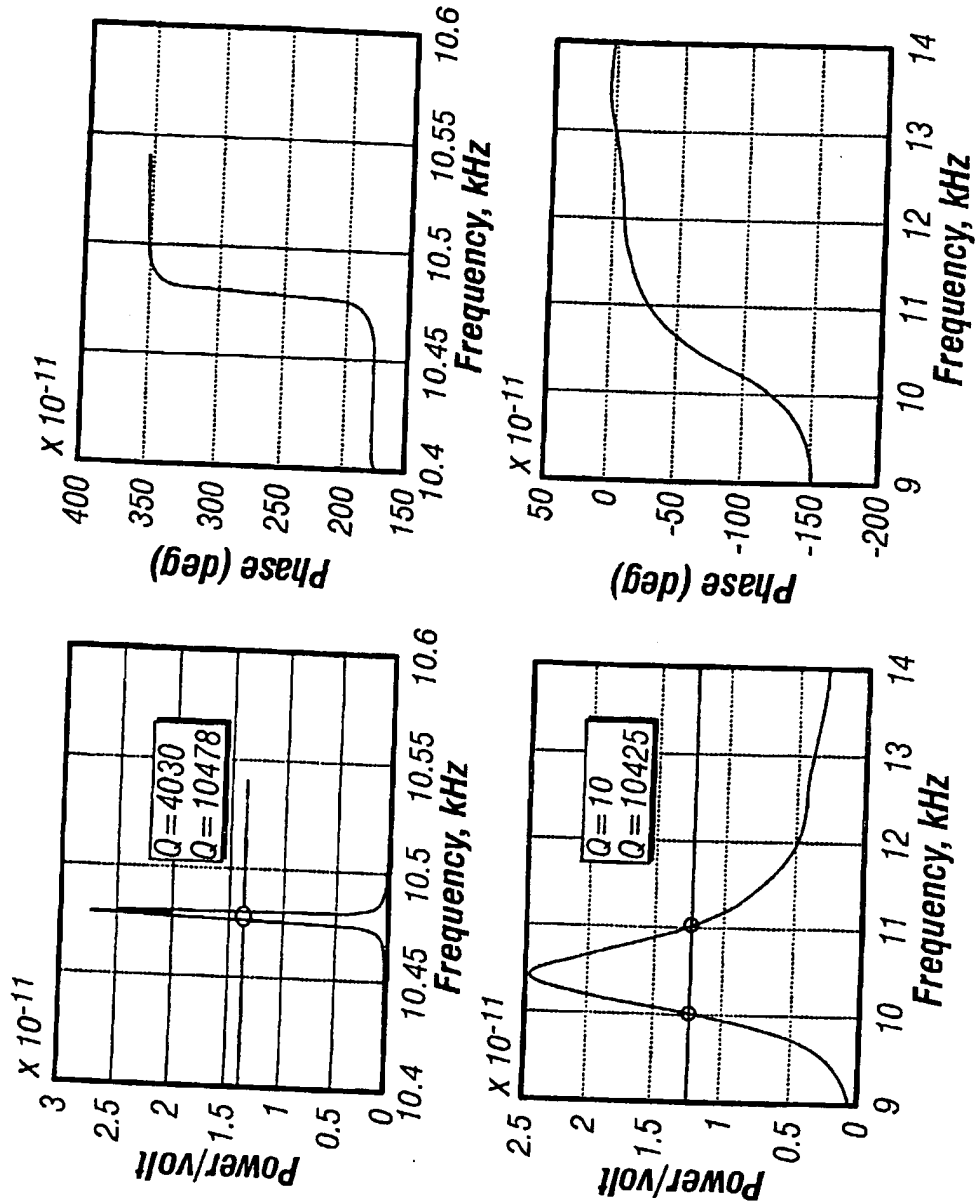 X 10-11
3
2.5
2
1.5
1
0.5
0
Power/volt
Q=4030
Q=10478
10.4
10.45
10.5
10.55
10.6
Frequency, kHz
X 10-11
400
350
300
250
200
150
Phase (deg)
10.4
10.45
10.5
10.55
10.6
Frequency, kHz
X 10-11
2.5
2
1.5
1
0.5
0
Power/volt
Q=10
Q=10425
9
10
11
12
13
14
Frequency, kHz
X 10-11
50
0
-50
-100
-150
-200
Phase (deg)
9
10
11
12
13
14
Frequency, kHz